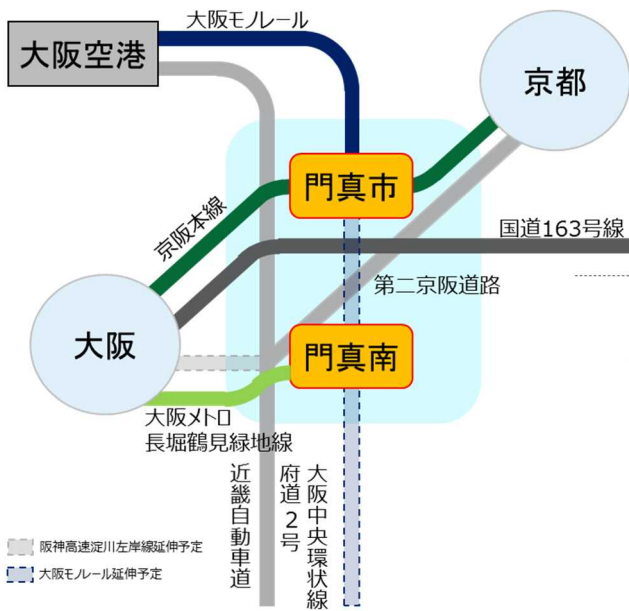 大阪モノレール
大阪空港
京都
門真市
京阪本線
国道163号線
第二京阪道路
大阪
門真南
大阪メトロ
長堀鶴見緑地線
近畿自動車道
府道2号
大阪中央環状線
阪神高速淀川左岸線延伸予定
大阪モノレール延伸予定